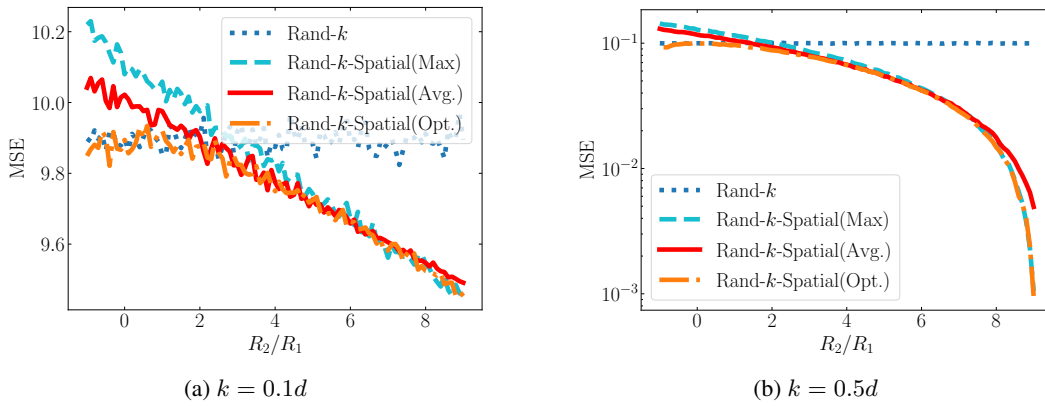 10.2
10.0
9.8
9.6
MSE
0 2 4 6 8
R₂/R₁
Rand-k
Rand-k-Spatial(Max)
Rand-k-Spatial(Avg.)
Rand-k-Spatial(Opt.)
(a) k = 0.1d
10⁻¹
10⁻²
10⁻³
MSE
0 2 4 6 8
R₂/R₁
Rand-k
Rand-k-Spatial(Max)
Rand-k-Spatial(Avg.)
Rand-k-Spatial(Opt.)
(b) k = 0.5d